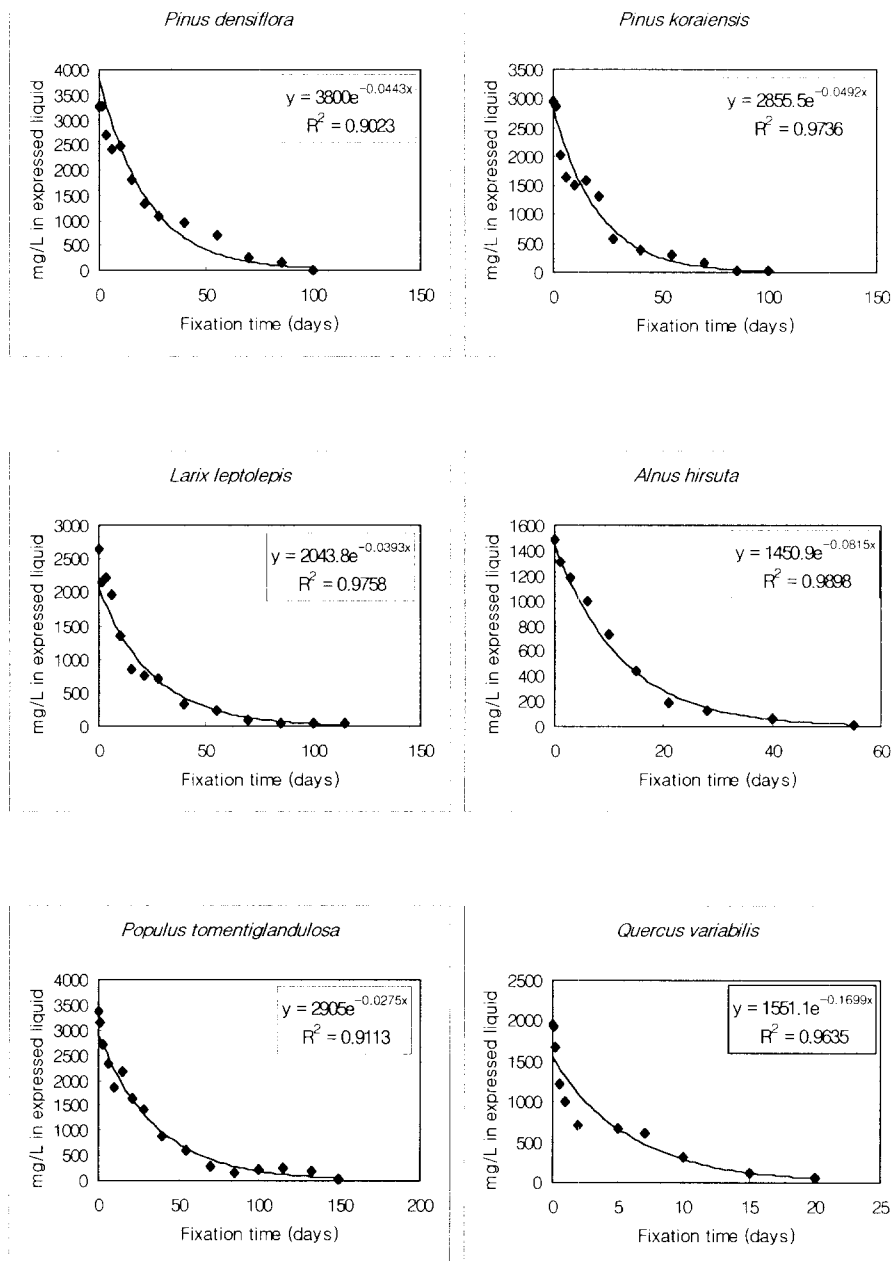 Pinus densiflora
mg/L in expressed liquid
4000
3500
3000
2500
2000
1500
1000
500
0
y = 3800e^-0.0443x
R² = 0.9023
0 50 100 150
Fixation time (days)
Pinus koraiensis
mg/L in expressed liquid
3500
3000
2500
2000
1500
1000
500
0
y = 2855.5e^-0.0492x
R² = 0.9736
0 50 100 150
Fixation time (days)
Larix leptolepis
mg/L in expressed liquid
3000
2500
2000
1500
1000
500
0
y = 2043.8e^-0.0393x
R² = 0.9758
0 50 100 150
Fixation time (days)
Alnus hirsuta
mg/L in expressed liquid
1600
1400
1200
1000
800
600
400
200
0
y = 1450.9e^-0.0815x
R² = 0.9898
0 20 40 60
Fixation time (days)
Populus tomentiglandulosa
mg/L in expressed liquid
4000
3500
3000
2500
2000
1500
1000
500
0
y = 2905e^-0.0275x
R² = 0.9113
0 50 100 150 200
Fixation time (days)
Quercus variabilis
mg/L in expressed liquid
2500
2000
1500
1000
500
0
y = 1551.1e^-0.1699x
R² = 0.9635
0 5 10 15 20 25
Fixation time (days)